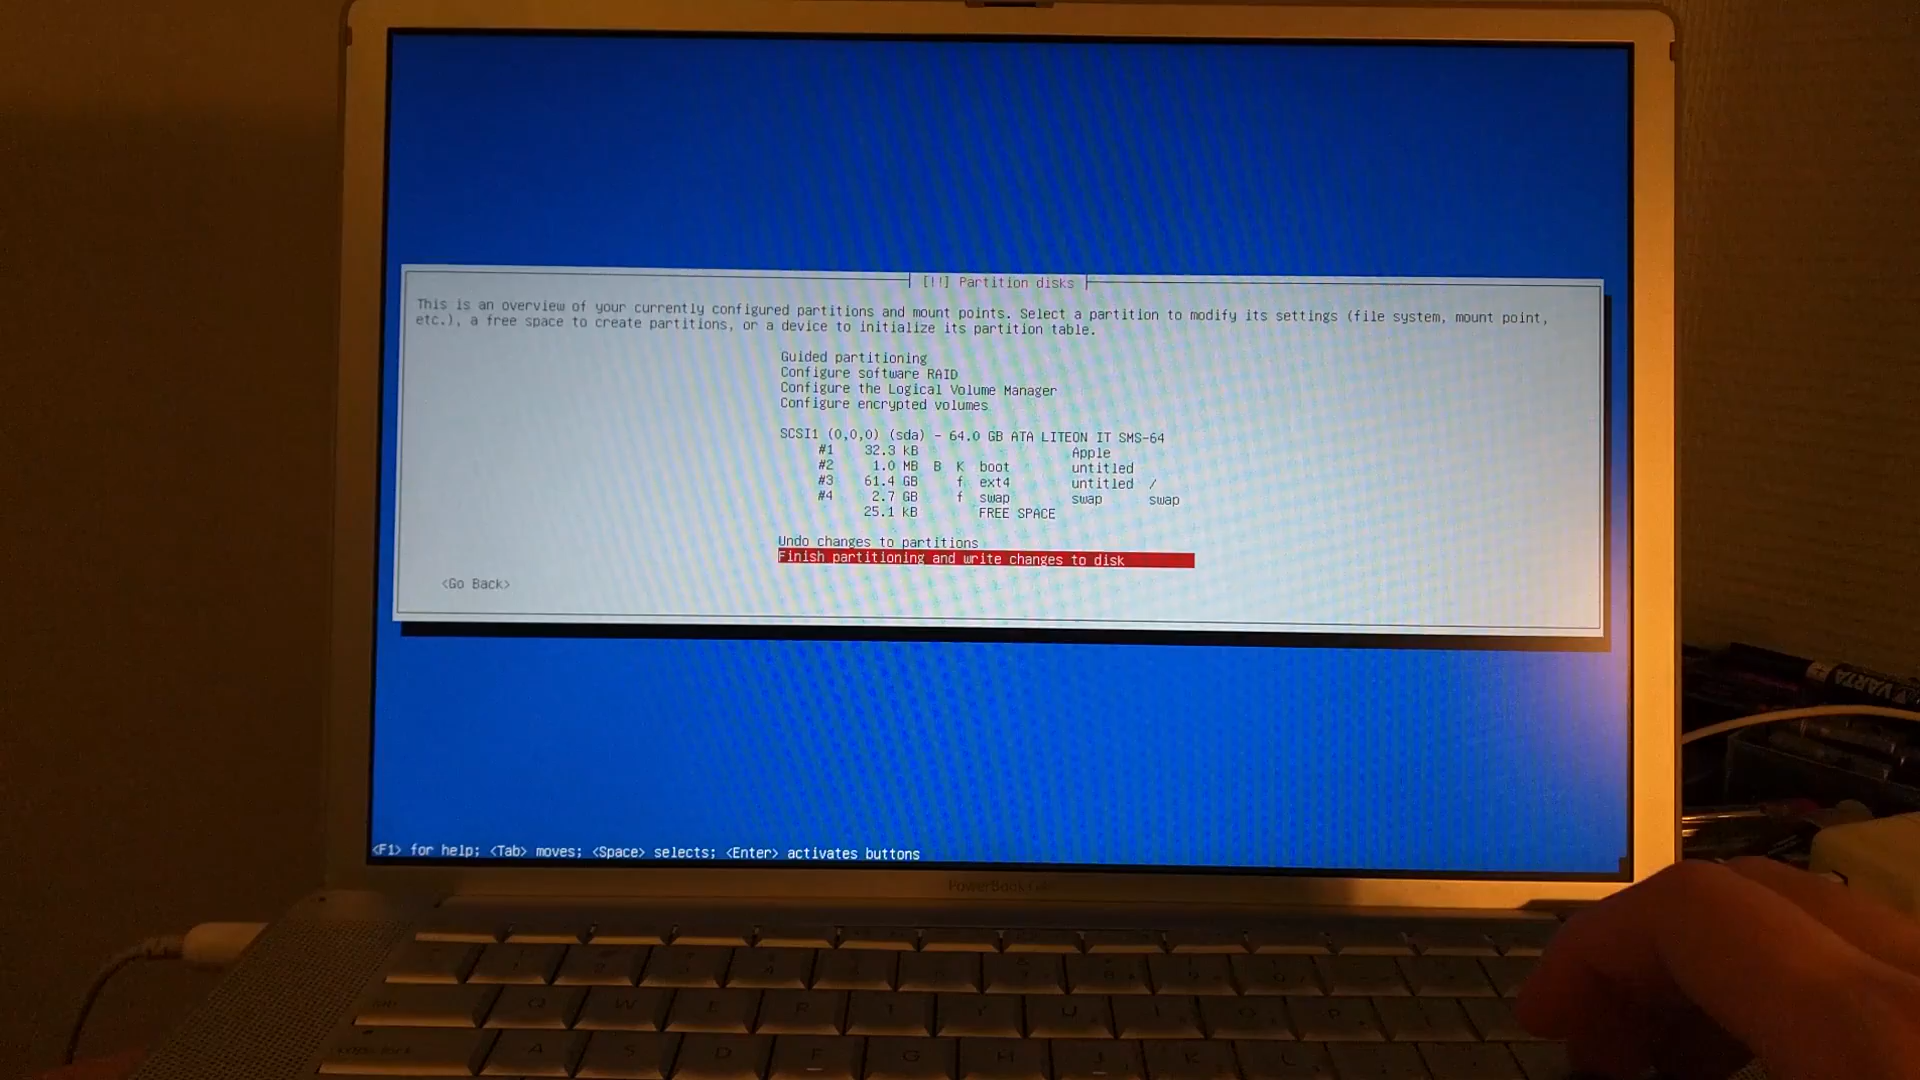 [!!] Partition disks
This is an overview of your currently configured partitions and mount points. Select a partition to modify its settings (file system, mount point,
etc.), a free space to create partitions, or a device to initialize its partition table.
Guided partitioning
Configure software RAID
Configure the Logical Volume Manager
Configure encrypted volumes
SCSI1 (0,0,0) (sda) - 64.0 GB ATA LITEON IT SMS-64
#1 32.3 kB Apple
#2 1.0 MB B K boot untitled
#3 61.4 GB f ext4 untitled /
#4 2.7 GB f swap swap swap
25.1 kB FREE SPACE
Undo changes to partitions
Finish partitioning and write changes to disk
<Go Back>
<F1> for help; <Tab> moves; <Space> selects; <Enter> activates buttons
PowerBook G4
VARTA
Q W E R T Y U I O P
A S D F G H J K L